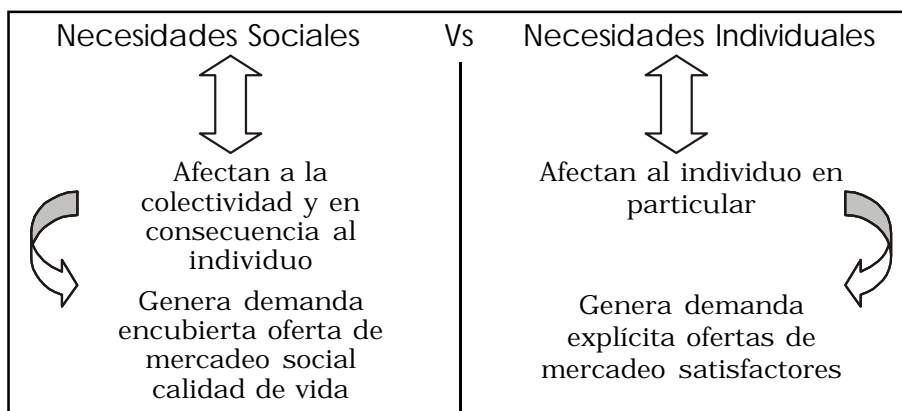 Necesidades Sociales Vs Necesidades Individuales
Afectan a la
colectividad y en
consecuencia al
individuo
Genera demanda
encubierta oferta de
mercadeo social
calidad de vida
Afectan al individuo en
particular
Genera demanda
explícita ofertas de
mercadeo satisfactores